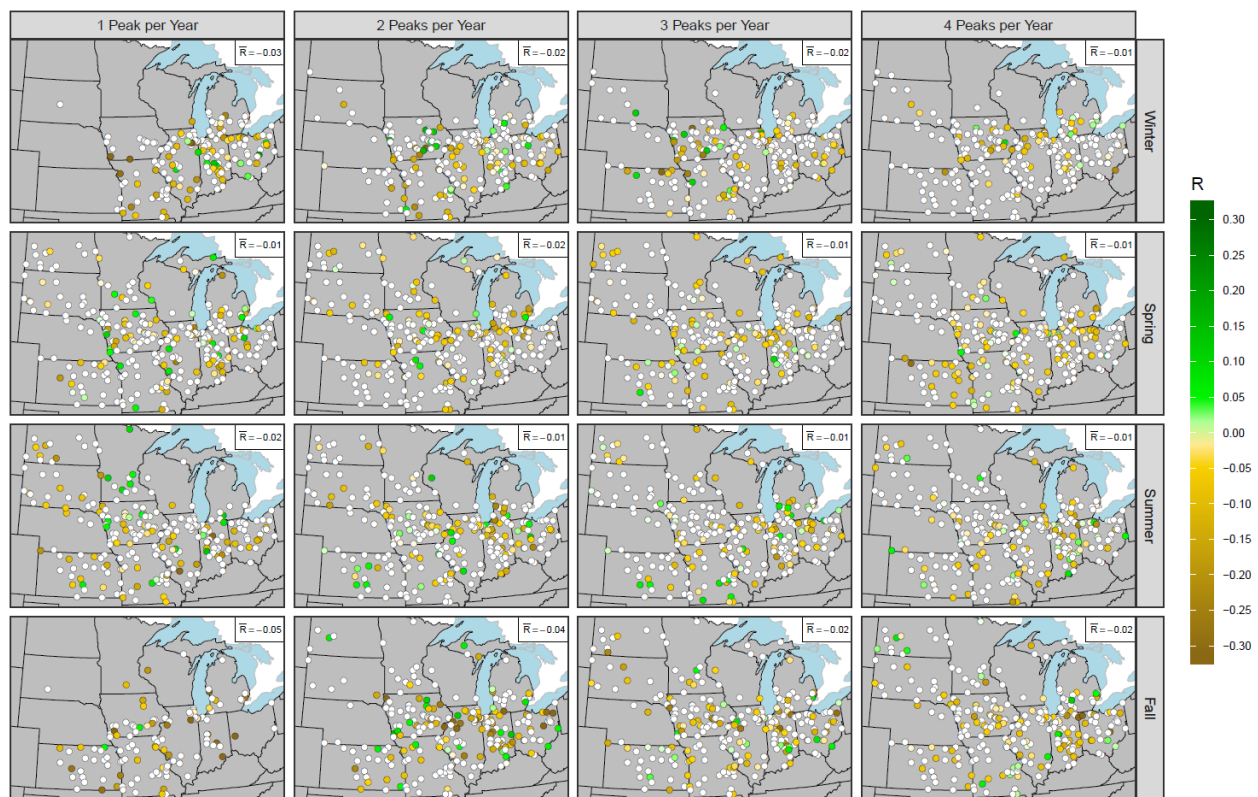 1 Peak per Year
2 Peaks per Year
3 Peaks per Year
4 Peaks per Year
R̅ = −0.03
R̅ = −0.02
R̅ = −0.02
R̅ = −0.01
Winter
R̅ = −0.01
R̅ = −0.02
R̅ = −0.01
R̅ = −0.01
Spring
R̅ = −0.02
R̅ = −0.01
R̅ = −0.01
R̅ = −0.01
Summer
R̅ = −0.05
R̅ = −0.04
R̅ = −0.02
R̅ = −0.02
Fall
R
0.30
0.25
0.20
0.15
0.10
0.05
0.00
−0.05
−0.10
−0.15
−0.20
−0.25
−0.30